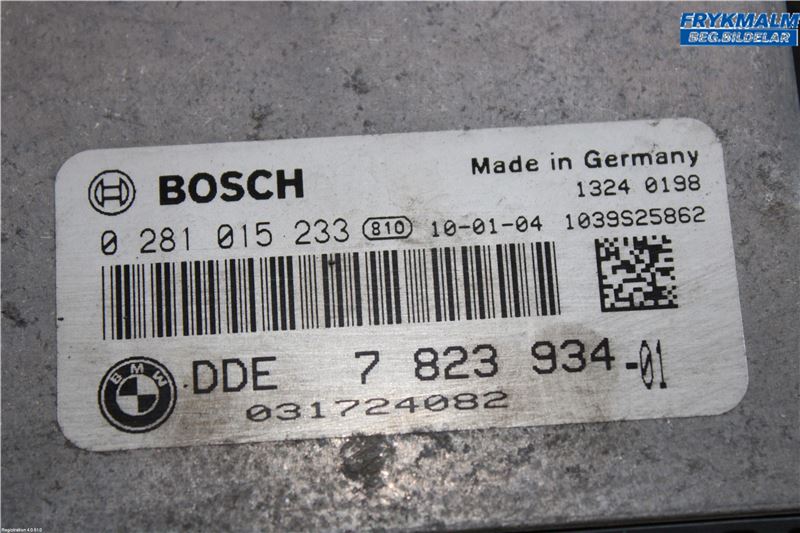 FRYKMALM
BEG.BILDELAR
BOSCH
Made in Germany
1324 0198
0 281 015 233 810 10-01-04 1039S25862
BMW
DDE 7 823 934-01
031724082